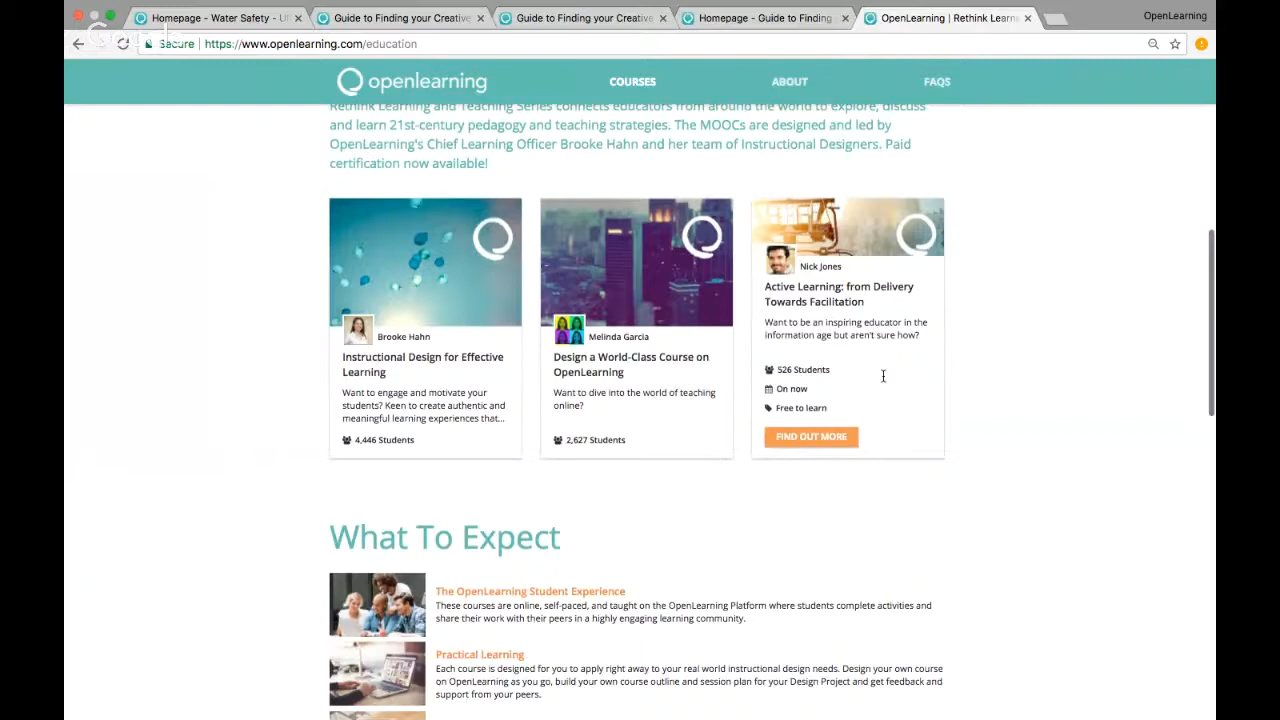 Homepage - Water Safety - U
Guide to Finding your Creative
Guide to Finding your Creative
Homepage - Guide to Finding
OpenLearning | Rethink Learn
OpenLearning
Secure
https://www.openlearning.com/education
openlearning
COURSES
ABOUT
FAQS
Rethink Learning and Teaching Series connects educators from around the world to explore, discuss
and learn 21st-century pedagogy and teaching strategies. The MOOCs are designed and led by
OpenLearning's Chief Learning Officer Brooke Hahn and her team of Instructional Designers. Paid
certification now available!
Brooke Hahn
Instructional Design for Effective
Learning
Want to engage and motivate your
students? Keen to create authentic and
meaningful learning experiences that...
4,446 Students
Melinda Garcia
Design a World-Class Course on
OpenLearning
Want to dive into the world of teaching
online?
2,627 Students
Nick Jones
Active Learning: from Delivery
Towards Facilitation
Want to be an inspiring educator in the
information age but aren't sure how?
526 Students
On now
Free to learn
FIND OUT MORE
What To Expect
The OpenLearning Student Experience
These courses are online, self-paced, and taught on the OpenLearning Platform where students complete activities and
share their work with their peers in a highly engaging learning community.
Practical Learning
Each course is designed for you to apply right away to your real world instructional design needs. Design your own course
on OpenLearning as you go, build your own course outline and session plan for your Design Project and get feedback and
support from your peers.